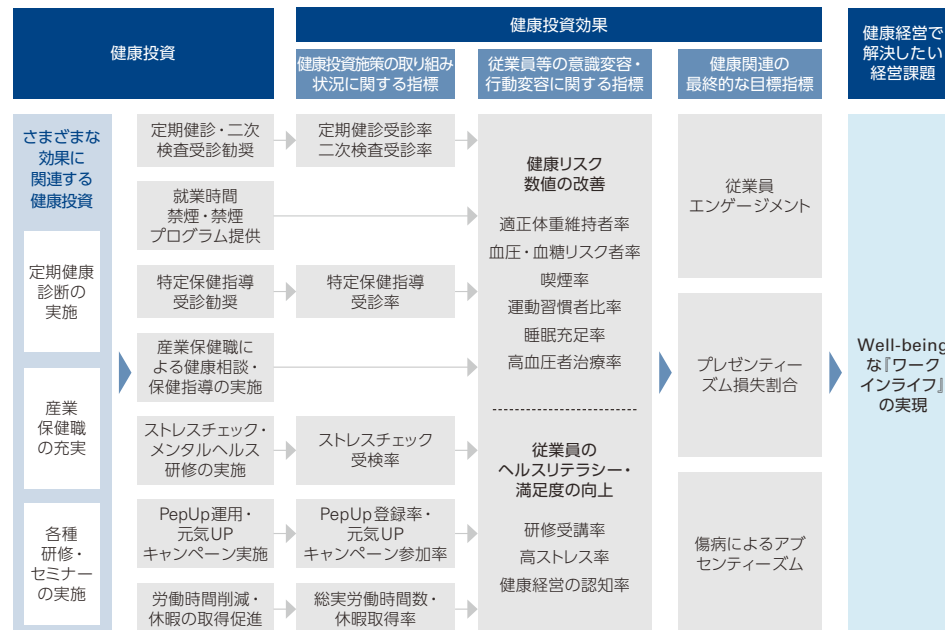 健康投資
健康投資効果
健康経営で
解決したい
経営課題
健康投資施策の取り組み
状況に関する指標
従業員等の意識変容・
行動変容に関する指標
健康関連の
最終的な目標指標
さまざまな
効果に
関連する
健康投資
定期健康
診断の
実施
産業
保健職
の充実
各種
研修・
セミナー
の実施
定期健診・二次
検査受診勧奨
就業時間
禁煙・禁煙
プログラム提供
特定保健指導
受診勧奨
産業保健職に
よる健康相談・
保健指導の実施
ストレスチェック・
メンタルヘルス
研修の実施
PepUp運用・
元気UP
キャンペーン実施
労働時間削減・
休暇の取得促進
定期健診受診率
二次検査受診率
特定保健指導
受診率
ストレスチェック
受検率
PepUp登録率・
元気UP
キャンペーン参加率
総実労働時間数・
休暇取得率
健康リスク
数値の改善
適正体重維持者率
血圧・血糖リスク者率
喫煙率
運動習慣者比率
睡眠充足率
高血圧者治療率
従業員の
ヘルスリテラシー・
満足度の向上
研修受講率
高ストレス率
健康経営の認知率
従業員
エンゲージメント
プレゼンティー
ズム損失割合
傷病によるアブ
センティーズム
Well-being
な『ワーク
インライフ』
の実現